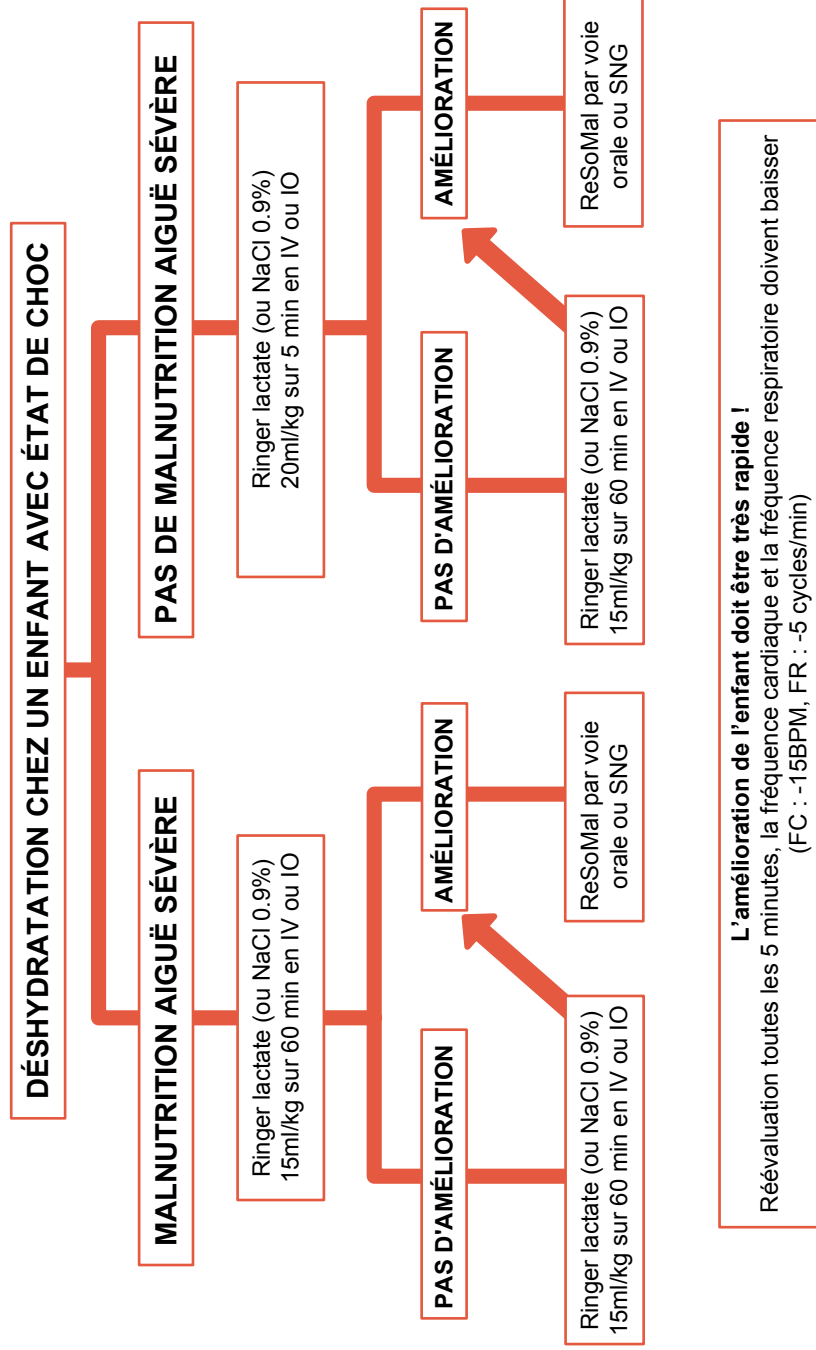 DÉSHYDRATATION CHEZ UN ENFANT AVEC ÉTAT DE CHOC
MALNUTRITION AIGUË SÉVÈRE
Ringer lactate (ou NaCl 0.9%)
15ml/kg sur 60 min en IV ou IO
PAS D'AMÉLIORATION
Ringer lactate (ou NaCl 0.9%)
15ml/kg sur 60 min en IV ou IO
AMÉLIORATION
ReSoMal par voie
orale ou SNG
PAS DE MALNUTRITION AIGUË SÉVÈRE
Ringer lactate (ou NaCl 0.9%)
20ml/kg sur 5 min en IV ou IO
PAS D'AMÉLIORATION
Ringer lactate (ou NaCl 0.9%)
15ml/kg sur 60 min en IV ou IO
AMÉLIORATION
ReSoMal par voie
orale ou SNG
L'amélioration de l'enfant doit être très rapide !
Réévaluation toutes les 5 minutes, la fréquence cardiaque et la fréquence respiratoire doivent baisser
(FC : -15BPM, FR : -5 cycles/min)